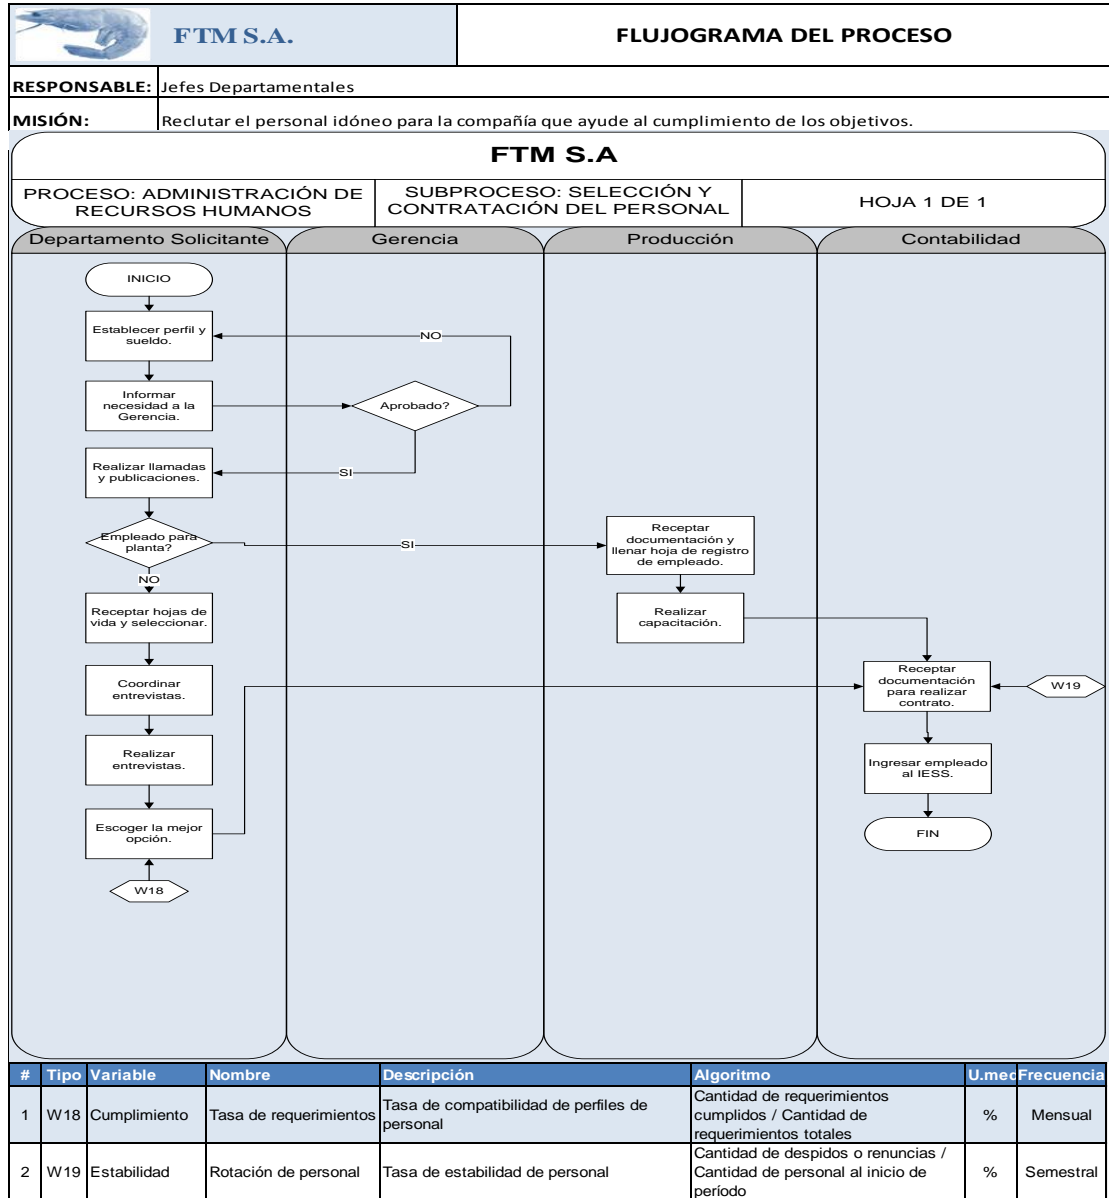 FTM S.A.
FLUJOGRAMA DEL PROCESO
RESPONSABLE: Jefes Departamentales
MISIÓN: Reclutar el personal idóneo para la compañía que ayude al cumplimiento de los objetivos.
FTM S.A
PROCESO: ADMINISTRACIÓN DE
RECURSOS HUMANOS
SUBPROCESO: SELECCIÓN Y
CONTRATACIÓN DEL PERSONAL
HOJA 1 DE 1
Departamento Solicitante
Gerencia
Producción
Contabilidad
INICIO
Establecer perfil y
sueldo.
NO
Informar
necesidad a la
Gerencia.
Aprobado?
Realizar llamadas
y publicaciones.
SI
Empleado para
planta?
SI
Receptar
documentación y
llenar hoja de registro
de empleado.
NO
Receptar hojas de
vida y seleccionar.
Realizar
capacitación.
Coordinar
entrevistas.
Receptar
documentación
para realizar
contrato.
W19
Realizar
entrevistas.
Ingresar empleado
al IESS.
Escoger la mejor
opción.
FIN
W18
# Tipo Variable Nombre Descripción Algoritmo U.med Frecuencia
1 W18 Cumplimiento Tasa de requerimientos
Tasa de compatibilidad de perfiles de
personal
Cantidad de requerimientos
cumplidos / Cantidad de
requerimientos totales
% Mensual
2 W19 Estabilidad Rotación de personal Tasa de estabilidad de personal
Cantidad de despidos o renuncias /
Cantidad de personal al inicio de
período
% Semestral